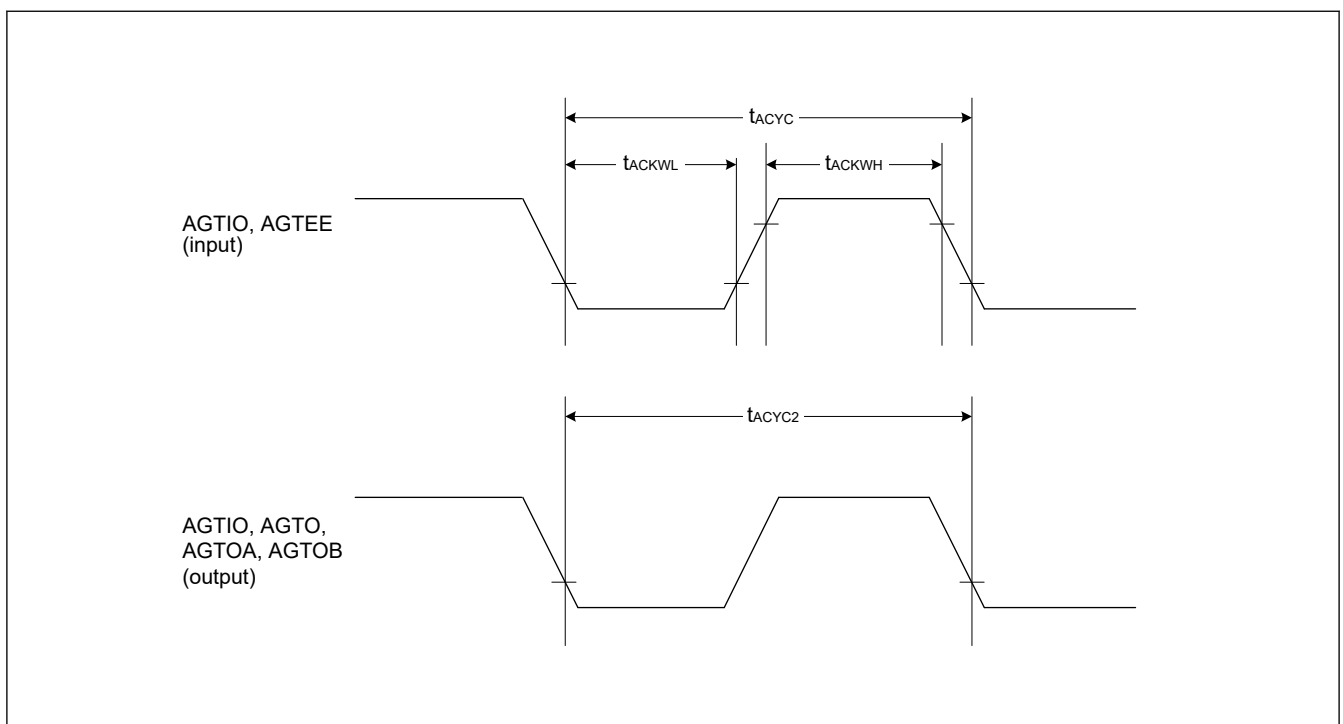 tACYC
tACKWL
tACKWH
AGTIO, AGTEE
(input)
tACYC2
AGTIO, AGTO,
AGTOA, AGTOB
(output)